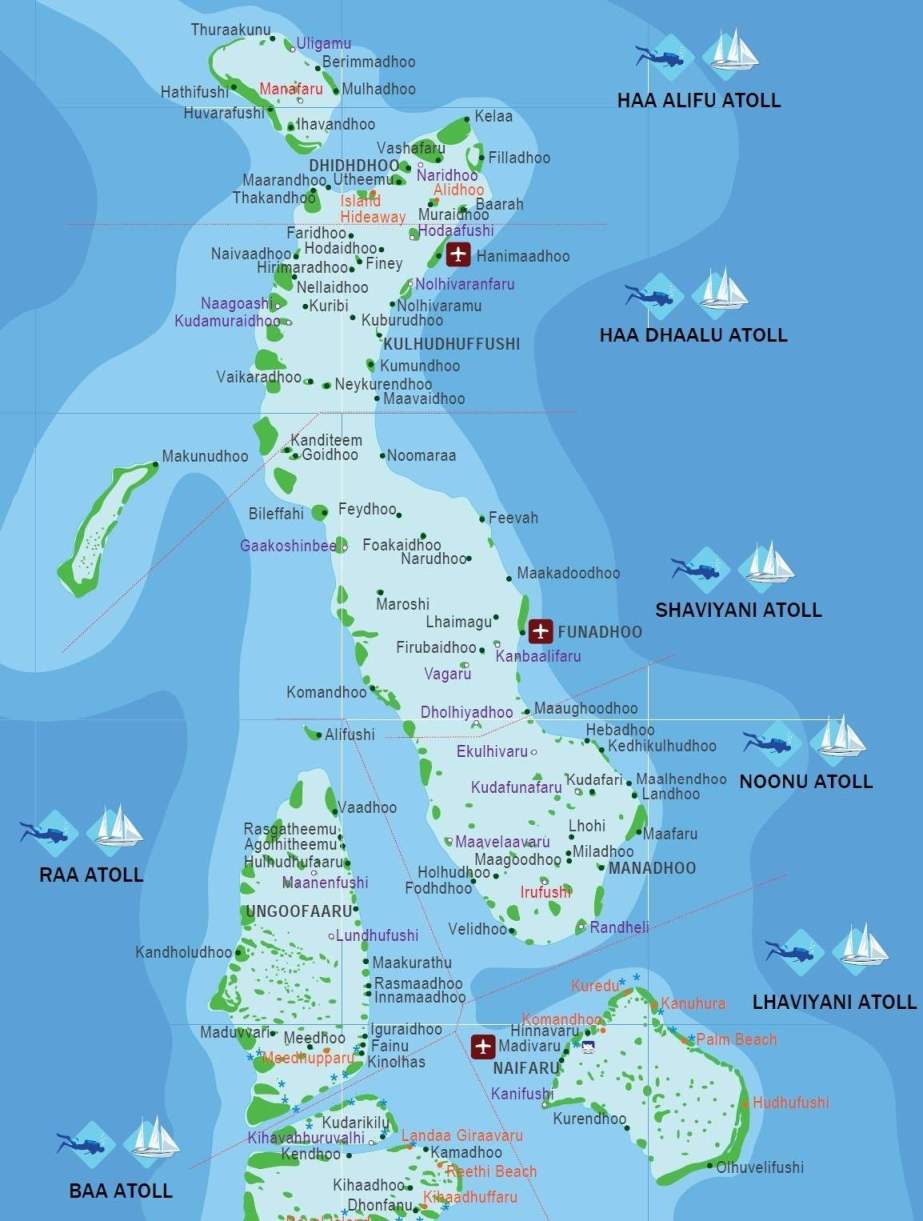 Thuraakunu
Uligamu
Berimmadhoo
HAA ALIFU ATOLL
Hathifushi
Manafaru
Mulhadhoo
Huvarafushi
Ihavandhoo
Kelaa
Vashafaru
Filladhoo
DHIDHDHOO
Naridhoo
Maarandhoo
Utheemu
Alidhoo
Thakandhoo
Island
Hideaway
Baarah
Muraidhoo
Faridhoo
Hodaafushi
Naivaadhoo
Hodaidhoo
Hanimaadhoo
Hirimaradhoo
Finey
Nellaidhoo
Nolhivaranfaru
Naagoashi
Kuribi
Nolhivaramu
Kudamuraidhoo
Kuburudhoo
HAA DHAALU ATOLL
KULHUDHUFFUSHI
Kumundhoo
Vaikaradhoo
Neykurendhoo
Maavaidhoo
Kanditeem
Makunudhoo
Goidhoo
Noomaraa
Bileffahi
Feydhoo
Feevah
Gaakoshinbee
Foakaidhoo
Narudhoo
Maakadoodhoo
Maroshi
SHAVIYANI ATOLL
Lhaimagu
FUNADHOO
Firubaidhoo
Kanbaalifaru
Vagaru
Komandhoo
Dholhiyadhoo
Maaughoodhoo
Alifushi
Hebadhoo
Kedhikulhudhoo
Ekulhivaru
NOONU ATOLL
Kudafunafaru
Kudafari
Maalhendhoo
Landhoo
Vaadhoo
Rasgatheemu
Lhohi
Maafaru
RAA ATOLL
Agolhitheemu
Maavelaavaru
Hulhudhufaaru
Maagoodhoo
Miladhoo
Maanenfushi
Holhudhoo
MANADHOO
Fodhdhoo
Irufushi
UNGOOFAARU
Lundhufushi
Velidhoo
Randheli
Kandholudhoo
Maakurathu
Rasmaadhoo
Innamaadhoo
Kuredu
LHAVIYANI ATOLL
Kanuhura
Komandhoo
Maduvvari
Meedhoo
Iguraidhoo
Hinnavaru
Fainu
Madivaru
Palm Beach
Meedhupparu
Kinolhas
NAIFARU
Kanifushi
Hudhufushi
Kudarikilu
Kurendhoo
Kihavahhuruvalhi
Landaa Giraavaru
Kendhoo
Kamadhoo
BAA ATOLL
Reethi Beach
Olhuvelifushi
Kihaadhoo
Kihaadhuffaru
Dhonfanu